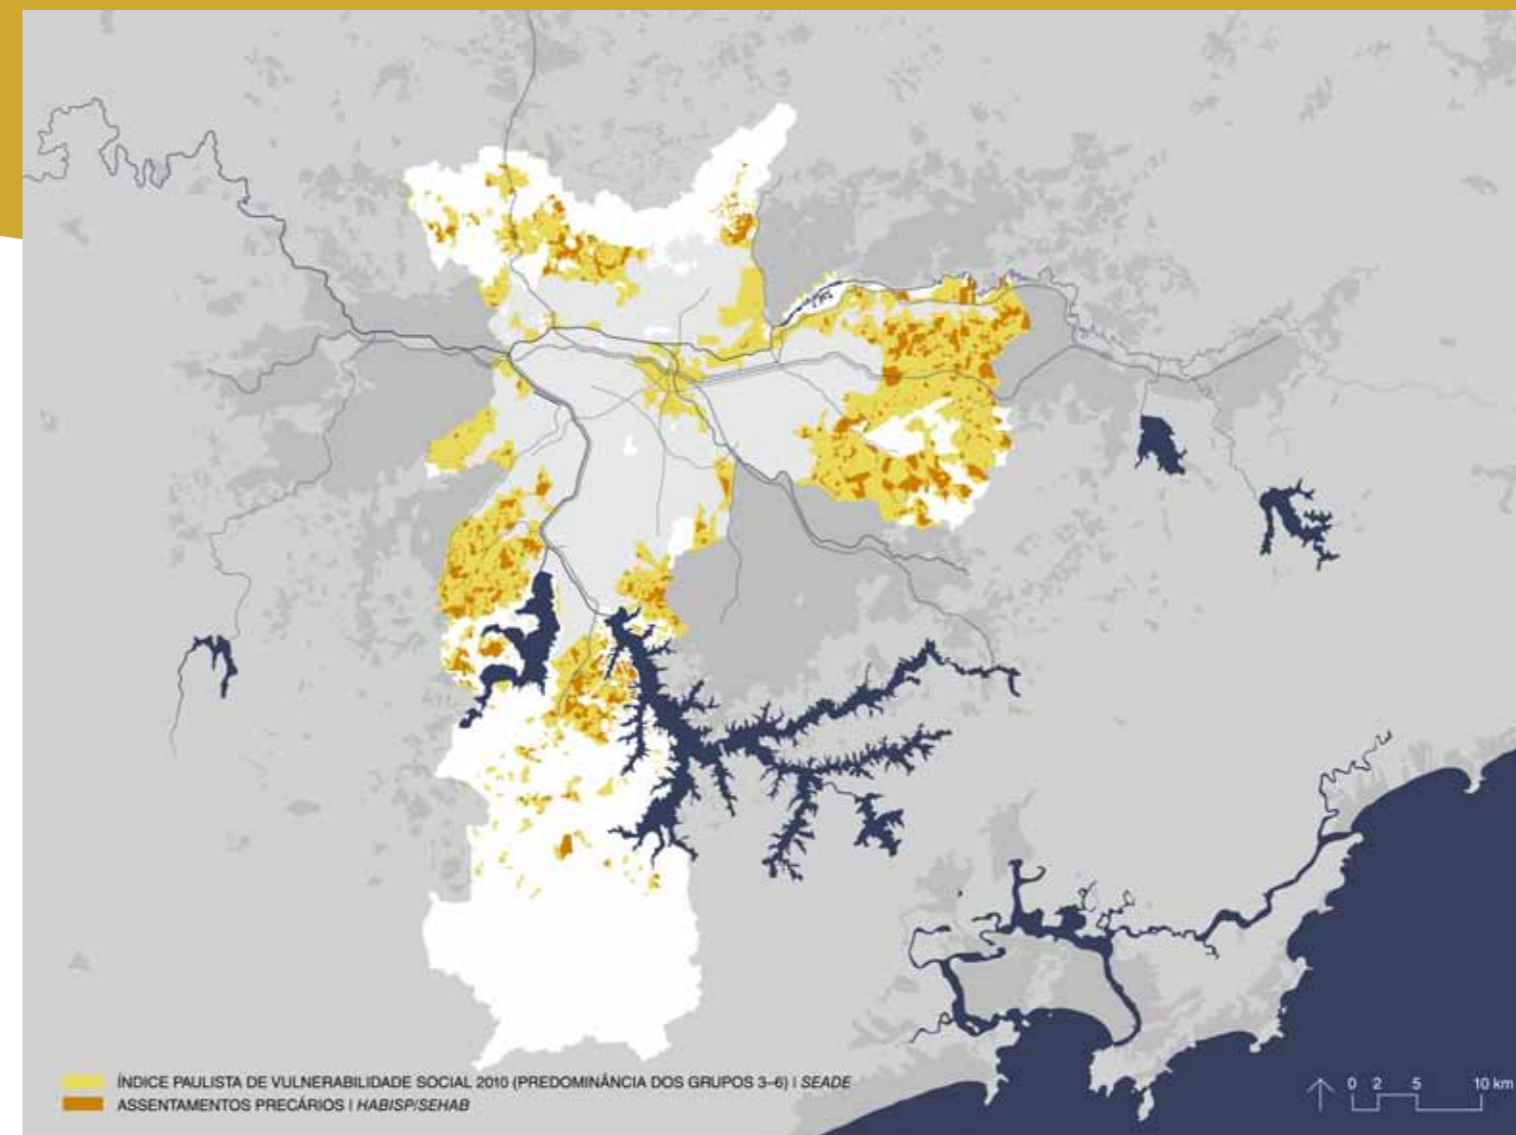 ÍNDICE PAULISTA DE VULNERABILIDADE SOCIAL 2010 (PREDOMINÂNCIA DOS GRUPOS 3–6) | SEADE
ASSENTAMENTOS PRECÁRIOS | HABISP/SEHAB
0 2 5 10 km